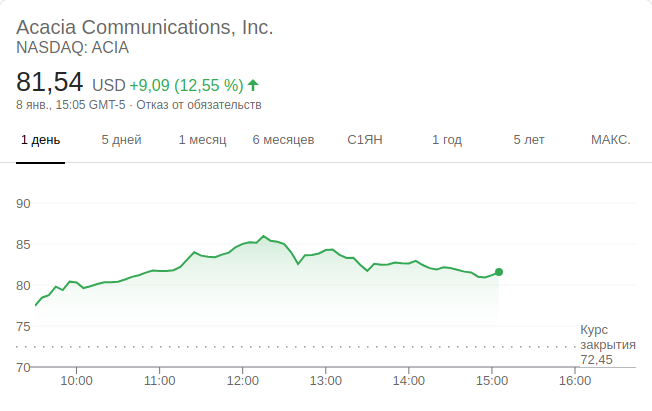 Acacia Communications, Inc.
NASDAQ: ACIA
81,54 USD +9,09 (12,55 %)
8 янв., 15:05 GMT-5 · Отказ от обязательств
1 день 5 дней 1 месяц 6 месяцев С1ЯН 1 год 5 лет МАКС.
90
85
80
75
Курс
закрытия
72,45
70
10:00 11:00 12:00 13:00 14:00 15:00 16:00